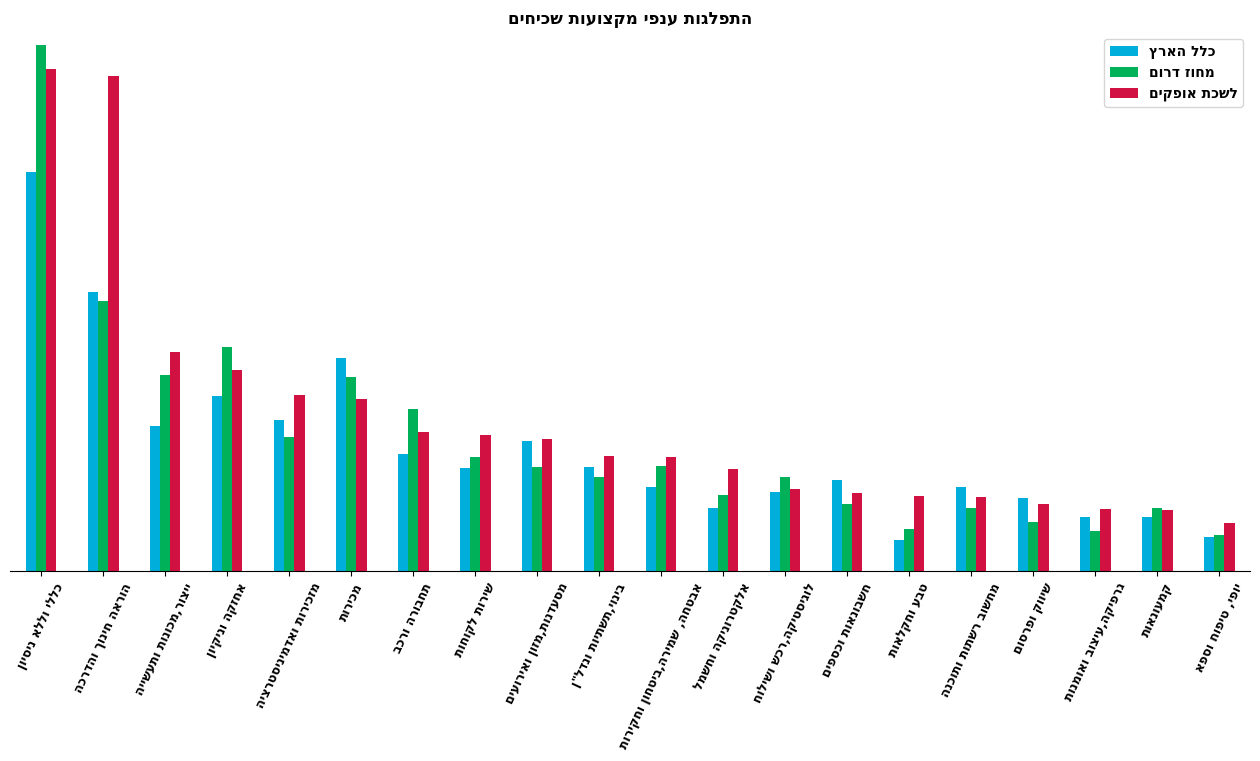 התפלגות ענפי מקצועות שכיחים
כלל הארץ
מחוז דרום
לשכת אופקים
כללי וללא ניסיון
הוראה חינוך והדרכה
ייצור,מכונות ותעשייה
אחזקה וניקיון
מזכירות ואדמיניסטרציה
מכירות
תחבורה ורכב
שירות לקוחות
מסעדנות,מזון ואירועים
בינוי,תשתיות ונדל"ן
אבטחה, שמירה,ביטחון וחקירות
אלקטרוניקה וחשמל
לוגיסטיקה,רכש ושילוח
חשבונאות וכספים
טבע וחקלאות
מחשוב רשתות ותוכנה
שיווק ופרסום
גרפיקה,עיצוב ואומנות
קמעונאות
יופי, טיפוח וספא